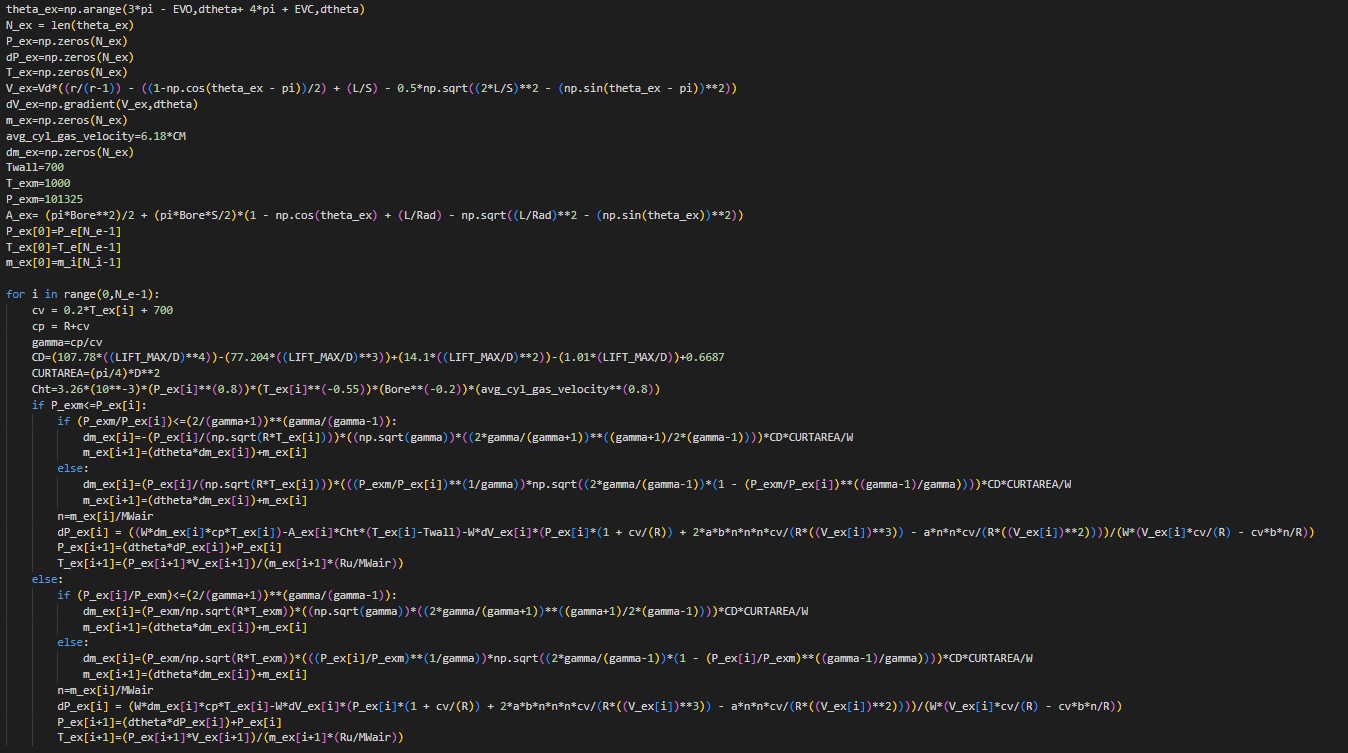 theta_ex=np.arange(3*pi - EVO,dtheta+ 4*pi + EVC,dtheta)
N_ex = len(theta_ex)
P_ex=np.zeros(N_ex)
dP_ex=np.zeros(N_ex)
T_ex=np.zeros(N_ex)
V_ex=Vd*((r/(r-1)) - ((1-np.cos(theta_ex - pi))/2) + (L/S) - 0.5*np.sqrt((2*L/S)**2 - (np.sin(theta_ex - pi))**2))
dV_ex=np.gradient(V_ex,dtheta)
m_ex=np.zeros(N_ex)
avg_cyl_gas_velocity=6.18*CM
dm_ex=np.zeros(N_ex)
Twall=700
T_exm=1000
P_exm=101325
A_ex= (pi*Bore**2)/2 + (pi*Bore*S/2)*(1 - np.cos(theta_ex) + (L/Rad) - np.sqrt((L/Rad)**2 - (np.sin(theta_ex))**2))
P_ex[0]=P_e[N_e-1]
T_ex[0]=T_e[N_e-1]
m_ex[0]=m_i[N_i-1]
for i in range(0,N_e-1):
    cv = 0.2*T_ex[i] + 700
    cp = R+cv
    gamma=cp/cv
    CD=(107.78*((LIFT_MAX/D)**4))-(77.204*((LIFT_MAX/D)**3))+(14.1*((LIFT_MAX/D)**2))-(1.01*(LIFT_MAX/D))+0.6687
    CURTAREA=(pi/4)*D**2
    Cht=3.26*(10**-3)*(P_ex[i]**(0.8))*(T_ex[i]**(-0.55))*(Bore**(-0.2))*(avg_cyl_gas_velocity**(0.8))
    if P_exm<=P_ex[i]:
        if (P_exm/P_ex[i])<=(2/(gamma+1))**(gamma/(gamma-1)):
            dm_ex[i]=-(P_ex[i]/(np.sqrt(R*T_ex[i])))*((np.sqrt(gamma))*((2*gamma/(gamma+1))**((gamma+1)/2*(gamma-1))))*CD*CURTAREA/W
            m_ex[i+1]=(dtheta*dm_ex[i])+m_ex[i]
        else:
            dm_ex[i]=(P_ex[i]/(np.sqrt(R*T_ex[i])))*(((P_exm/P_ex[i])**(1/gamma))*np.sqrt((2*gamma/(gamma-1))*(1 - (P_exm/P_ex[i])**((gamma-1)/gamma))))*CD*CURTAREA/W
            m_ex[i+1]=(dtheta*dm_ex[i])+m_ex[i]
        n=m_ex[i]/MWair
        dP_ex[i] = ((W*dm_ex[i]*cp*T_ex[i])-A_ex[i]*Cht*(T_ex[i]-Twall)-W*dV_ex[i]*(P_ex[i]*(1 + cv/(R)) + 2*a*b*n*n*n*cv/(R*((V_ex[i])**3)) - a*n*n*cv/(R*((V_ex[i])**2))))/(W*(V_ex[i]*cv/(R) - cv*b*n/R))
        P_ex[i+1]=(dtheta*dP_ex[i])+P_ex[i]
        T_ex[i+1]=(P_ex[i+1]*V_ex[i+1])/(m_ex[i+1]*(Ru/MWair))
    else:
        if (P_ex[i]/P_exm)<=(2/(gamma+1))**(gamma/(gamma-1)):
            dm_ex[i]=(P_exm/np.sqrt(R*T_exm))*((np.sqrt(gamma))*((2*gamma/(gamma+1))**((gamma+1)/2*(gamma-1))))*CD*CURTAREA/W
            m_ex[i+1]=(dtheta*dm_ex[i])+m_ex[i]
        else:
            dm_ex[i]=(P_exm/np.sqrt(R*T_exm))*(((P_ex[i]/P_exm)**(1/gamma))*np.sqrt((2*gamma/(gamma-1))*(1 - (P_ex[i]/P_exm)**((gamma-1)/gamma))))*CD*CURTAREA/W
            m_ex[i+1]=(dtheta*dm_ex[i])+m_ex[i]
        n=m_ex[i]/MWair
        dP_ex[i] = (W*dm_ex[i]*cp*T_ex[i]-W*dV_ex[i]*(P_ex[i]*(1 + cv/(R)) + 2*a*b*n*n*n*cv/(R*((V_ex[i])**3)) - a*n*n*cv/(R*((V_ex[i])**2))))/(W*(V_ex[i]*cv/(R) - cv*b*n/R))
        P_ex[i+1]=(dtheta*dP_ex[i])+P_ex[i]
        T_ex[i+1]=(P_ex[i+1]*V_ex[i+1])/(m_ex[i+1]*(Ru/MWair))